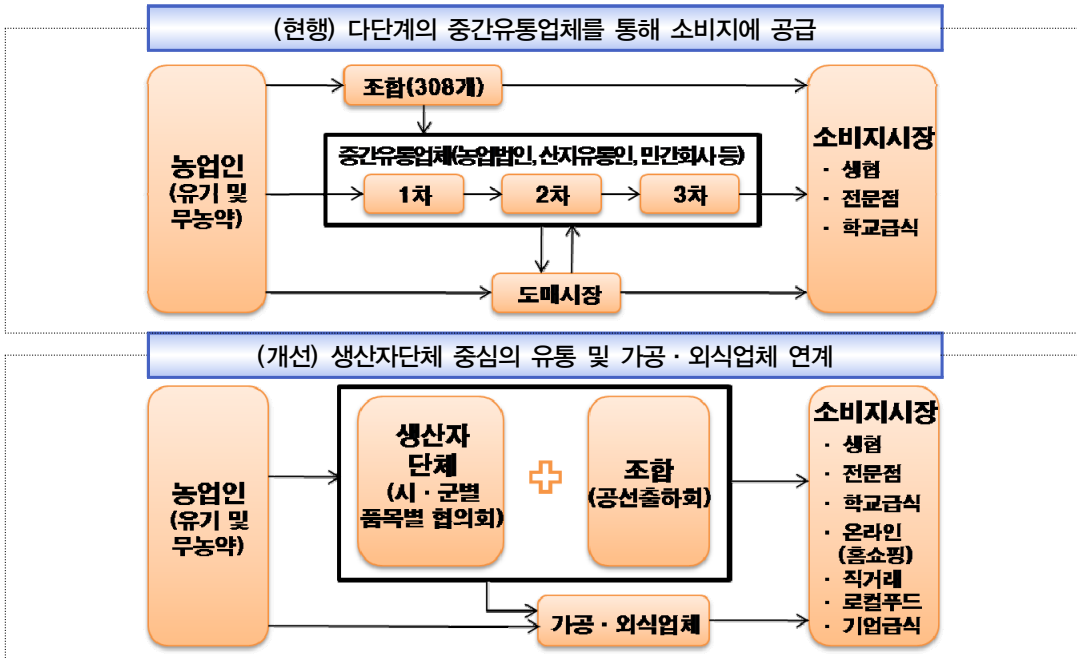 (현행) 다단계의 중간유통업체를 통해 소비지에 공급
농업인
(유기 및
무농약)
조합(308개)
중간유통업체(농업법인, 산지유통인, 민간회사 등)
1차
2차
3차
도매시장
소비지시장
· 생협
· 전문점
· 학교급식
(개선) 생산자단체 중심의 유통 및 가공 · 외식업체 연계
농업인
(유기 및
무농약)
생산자
단체
(시 · 군별
품목별 협의회)
조합
(공선출하회)
가공 · 외식업체
소비지시장
· 생협
· 전문점
· 학교급식
· 온라인
(홈쇼핑)
· 직거래
· 로컬푸드
· 기업급식